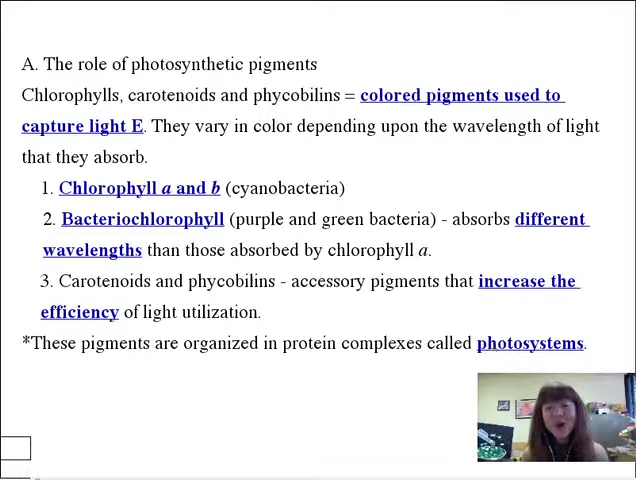 A. The role of photosynthetic pigments
Chlorophylls, carotenoids and phycobilins = colored pigments used to
capture light E. They vary in color depending upon the wavelength of light
that they absorb.
1. Chlorophyll a and b (cyanobacteria)
2. Bacteriochlorophyll (purple and green bacteria) - absorbs different
wavelengths than those absorbed by chlorophyll a.
3. Carotenoids and phycobilins - accessory pigments that increase the
efficiency of light utilization.
*These pigments are organized in protein complexes called photosystems.